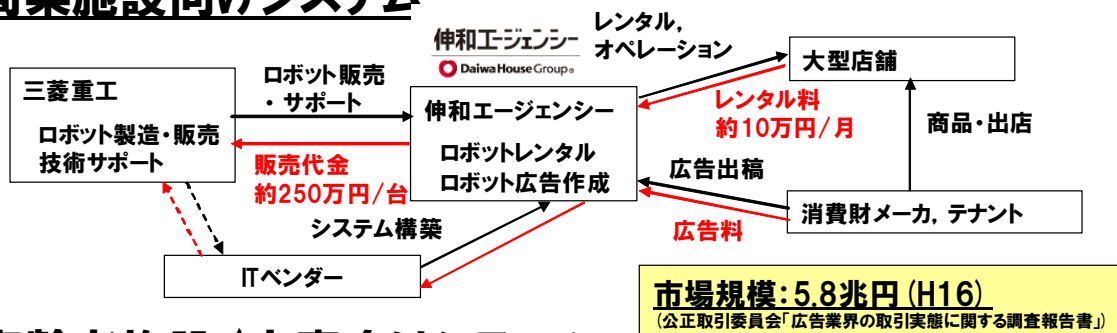 商業施設向けシステム
伸和エージェンシー
Daiwa House Group®
レンタル,
オペレーション
大型店舗
ロボット販売
・サポート
三菱重工
ロボット製造・販売
技術サポート
伸和エージェンシー
ロボットレンタル
ロボット広告作成
レンタル料
約10万円/月
商品・出店
販売代金
約250万円/台
広告出稿
消費財メーカ, テナント
広告料
システム構築
ITベンダー
市場規模:5.8兆円(H16)
(公正取引委員会「広告業界の取引実態に関する調査報告書」)